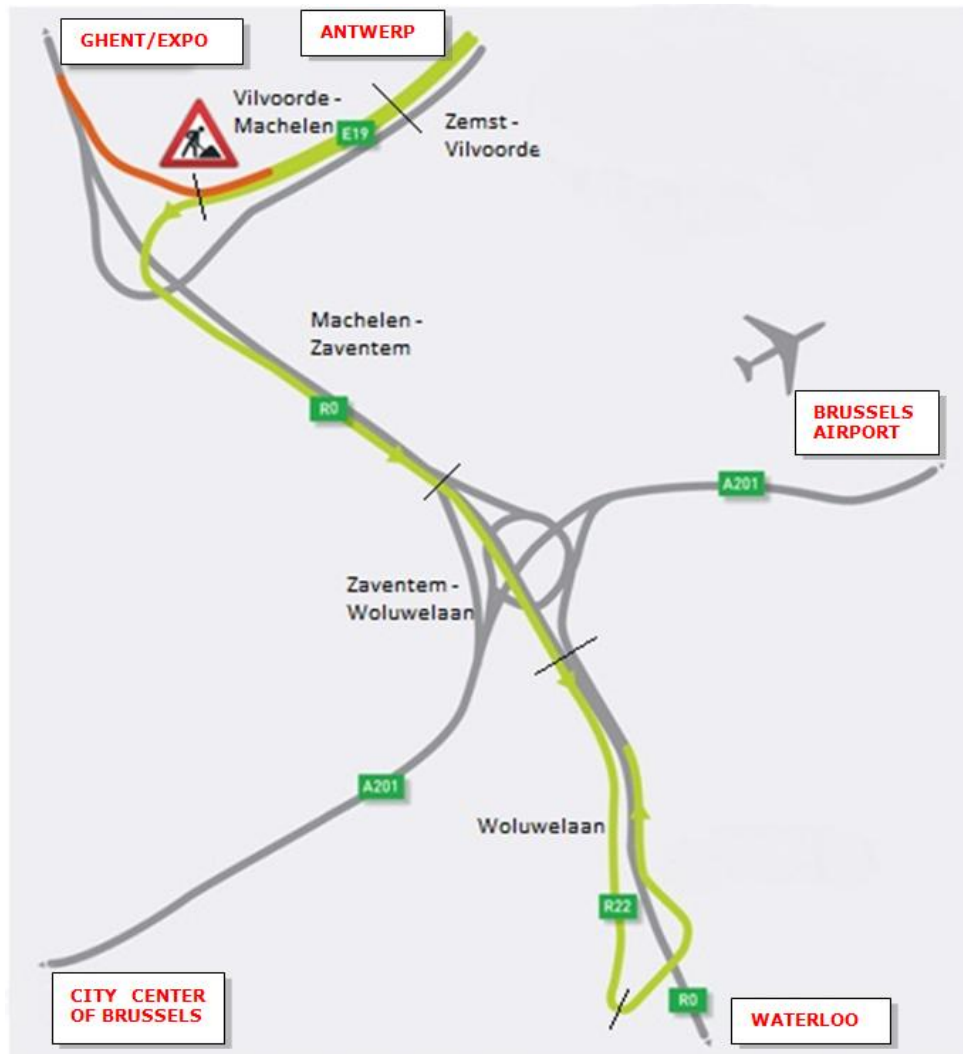 GHENT/EXPO
ANTWERP
Vilvoorde -
Machelen
E19
Zemst -
Vilvoorde
Machelen -
Zaventem
R0
BRUSSELS
AIRPORT
A201
Zaventem -
Woluwelaan
A201
Woluwelaan
R22
CITY CENTER
OF BRUSSELS
R0
WATERLOO